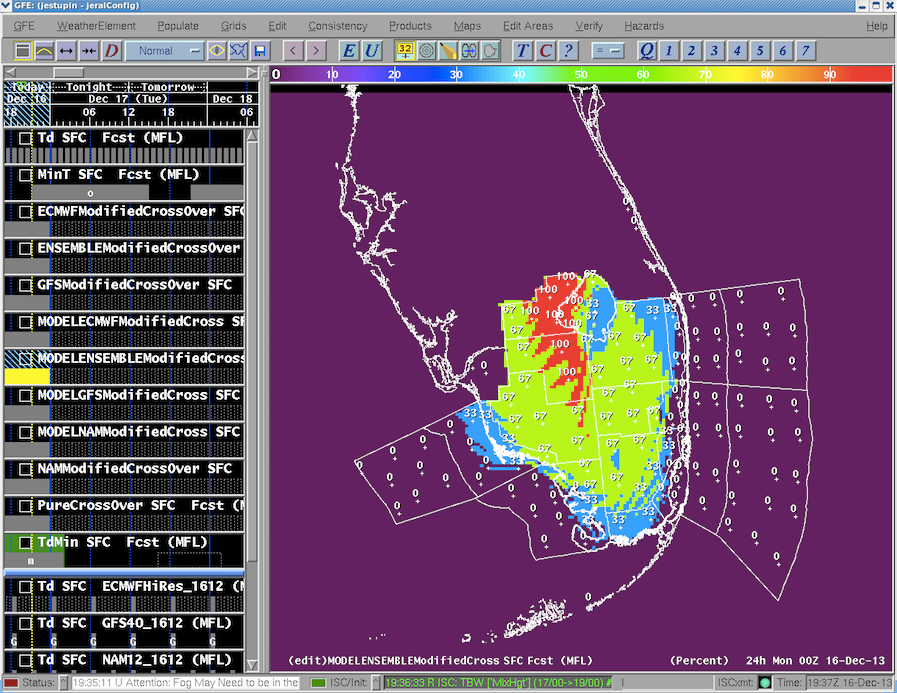 GFE: (jestupin - jeralConfig)
GFE WeatherElement Populate Grids Edit Consistency Products Maps Edit Areas Verify Hazards Help
D Normal < > E U 32 T C ? = Q 1 2 3 4 5 6 7
0 10 20 30 40 50 60 70 80 90
Today Tonight Tomorrow
Dec 16 Dec 17 (Tue) Dec 18
18 06 12 18 06
Td SFC Fcst (MFL)
MinT SFC Fcst (MFL)
ECMWFModifiedCrossOver SFC
ENSEMBLEModifiedCrossOver
GFSModifiedCrossOver SFC
MODELECMWFModifiedCross SF
MODELENSEMBLEModifiedCross
MODELGFSModifiedCross SFC
MODELNAMModifiedCross SFC
NAMModifiedCrossOver SFC
PureCrossOver SFC Fcst (M
TdMin SFC Fcst (MFL)
Td SFC ECMWFHiRes_1612 (M
Td SFC GFS40_1612 (MFL)
G G G G G G
Td SFC NAM12_1612 (MFL)
(edit)MODELENSEMBLEModifiedCross SFC Fcst (MFL) (Percent) 24h Mon 00Z 16-Dec-13
Status: 19:35:11 U Attention: Fog May Need to be in the ISC/Init: 19:36:33 R ISC: TBW ['MixHgt'] (17/00->19/00) # ISC:xmt: Time: 19:37Z 16-Dec-13